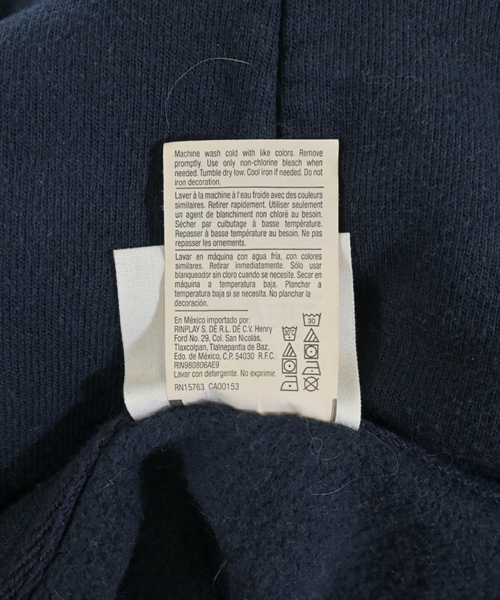 Machine wash cold with like colors. Remove
promptly. Use only non-chlorine bleach when
needed. Tumble dry low. Cool iron if needed. Do not
iron decoration.
Laver à la machine à l'eau froide avec des couleurs
similaires. Retirer rapidement. Utiliser seulement
un agent de blanchiment non chloré au besoin.
Sécher par culbutage à basse température.
Repasser à basse température au besoin. Ne pas
repasser les ornements.
Lavar en máquina con agua fría, con colores
similares. Retirar inmediatamente. Sólo usar
blanqueador sin cloro cuando se necesite. Secar en
máquina a temperatura baja. Planchar a
temperatura baja si se necesita. No planchar la
decoración.
En México importado por:
RINPLAY S. DE R.L. DE C.V. Henry
Ford No. 29, Col. San Nicolás,
Tlaxcolpan, Tlalnepantla de Baz,
Edo. de México, C.P. 54030 R.F.C.
RIN980806AE9
Lavar con detergente. No exprimir.
RN15763 CA00153
30
30°C